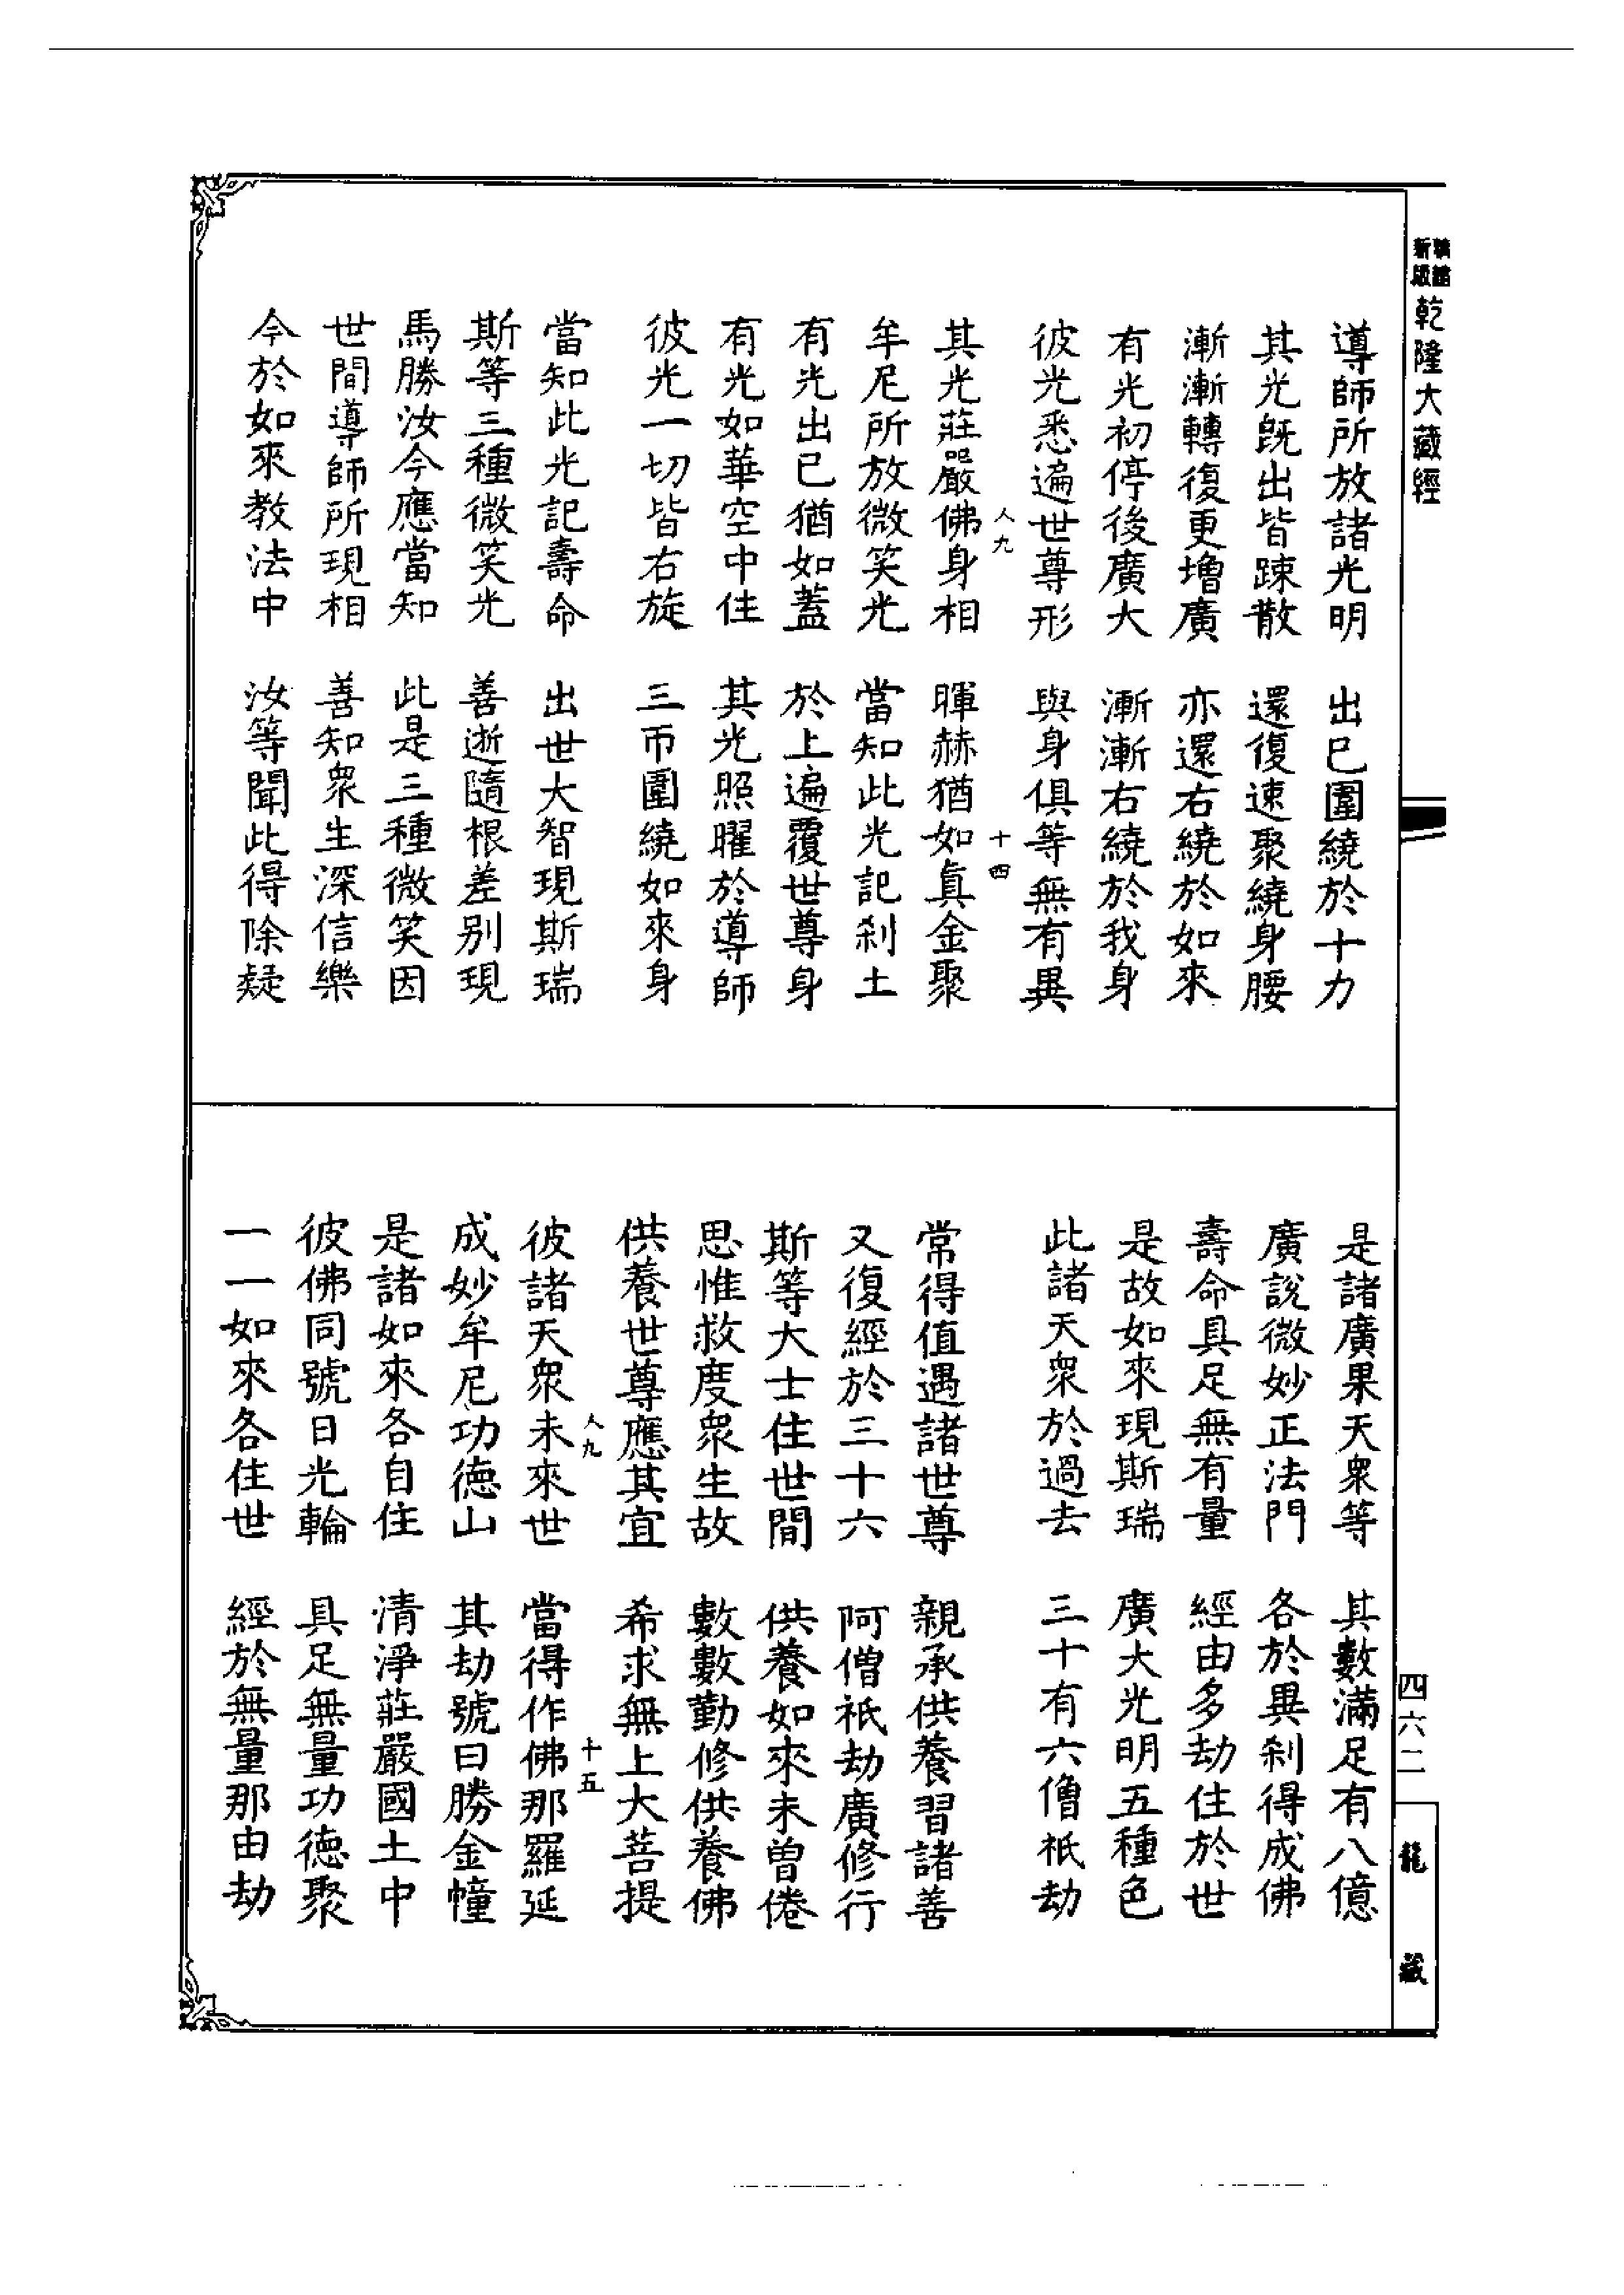 新編縮版乾隆大藏經
導師所放諸光明　出已圍繞於十力
其光既出皆踈散　還復速聚繞身腰
漸漸轉復更增廣　亦還右繞於如來
有光初停後廣大　漸漸右繞於我身
彼光悉遍世尊形　與身俱等無有異
人九　十四
其光莊嚴佛身相　暉赫猶如真金聚
牟尼所放微笑光　當知此光記刹土
有光出已猶如蓋　於上遍覆世尊身
有光如華空中住　其光照曜於導師
彼光一切皆右旋　三帀圍繞如來身
當知此光記壽命　出世大智現斯瑞
斯等三種微笑光　善逝隨根差別現
馬勝汝今應當知　此是三種微笑因
世間導師所現相　善知衆生深信樂
今於如來教法中　汝等聞此得除疑
是諸廣果天衆等　其數滿足有八億
廣說微妙正法門　各於異刹得成佛
壽命具足無有量　經由多劫住於世
是故如來現斯瑞　廣大光明五種色
此諸天衆於過去　三十有六僧祇劫
常得值遇諸世尊　親承供養習諸善
又復經於三十六　阿僧祇劫廣修行
斯等大士住世間　供養如來未曽倦
思惟救度衆生故　數數勤修供養佛
供養世尊應其宜　希求無上大菩提
人九　十五
彼諸天衆未來世　當得作佛那羅延
成妙牟尼功德山　其劫號曰勝金幢
是諸如來各自住　清淨莊嚴國土中
彼佛同號日光輪　具足無量功德聚
一一如來各住世　經於無量那由劫
四六二
龍藏